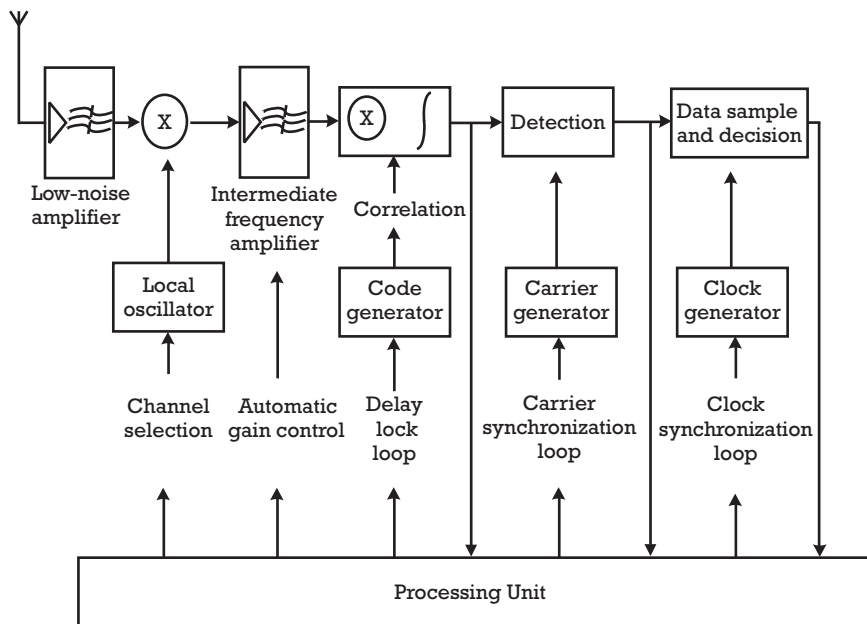 X
X
∫
Detection
Data sample
and decision
Low-noise
amplifier
Intermediate
frequency
amplifier
Correlation
Local
oscillator
Code
generator
Carrier
generator
Clock
generator
Channel
selection
Automatic
gain control
Delay
lock
loop
Carrier
synchronization
loop
Clock
synchronization
loop
Processing Unit